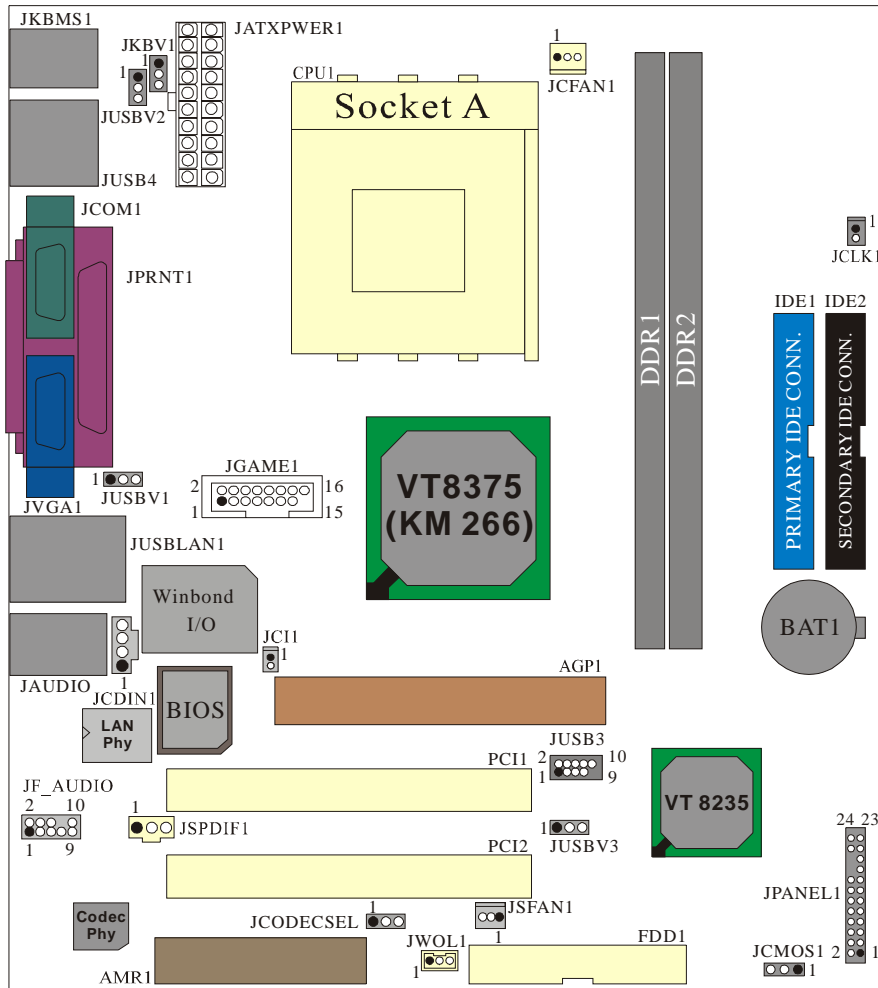 JKBMS1
JKBV1
1
1
JUSBV2
JATXPWER1
CPU1
Socket A
1
JCFAN1
JUSB4
JCOM1
JPRNT1
1
JCLK1
IDE1
IDE2
DDR1
DDR2
PRIMARY IDE CONN.
SECONDARY IDE CONN.
1
JUSBV1
JGAME1
2
16
1
15
VT8375
(KM 266)
JVGA1
JUSBLAN1
Winbond
I/O
BAT1
JCI1
1
JAUDIO
1
JCDIN1
AGP1
BIOS
LAN
Phy
JUSB3
2
10
1
9
PCI1
JF_AUDIO
2
10
1
9
1
JSPDIF1
VT 8235
1
JUSBV3
24
23
PCI2
JPANEL1
2
1
Codec
Phy
JCODECSEL
1
JSFAN1
1
JWOL1
1
FDD1
JCMOS1
1
AMR1